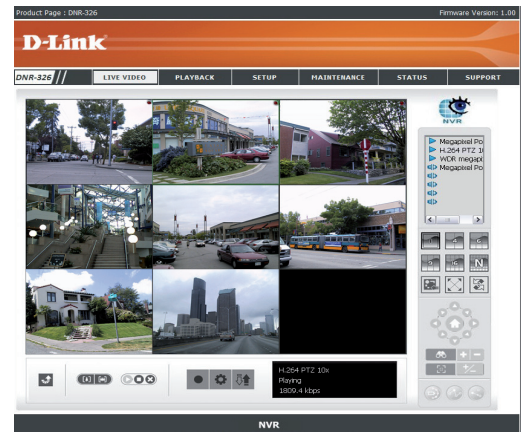 Product Page : DNR-326
Firmware Version: 1.00
D-Link
DNR-326
LIVE VIDEO
PLAYBACK
SETUP
MAINTENANCE
STATUS
SUPPORT
NVR
Megapixel Po
H.264 PTZ 1
WOR megapi
Megapixel Po
N
H.264 PTZ 10x
Playing
1809.4 kbps
NVR